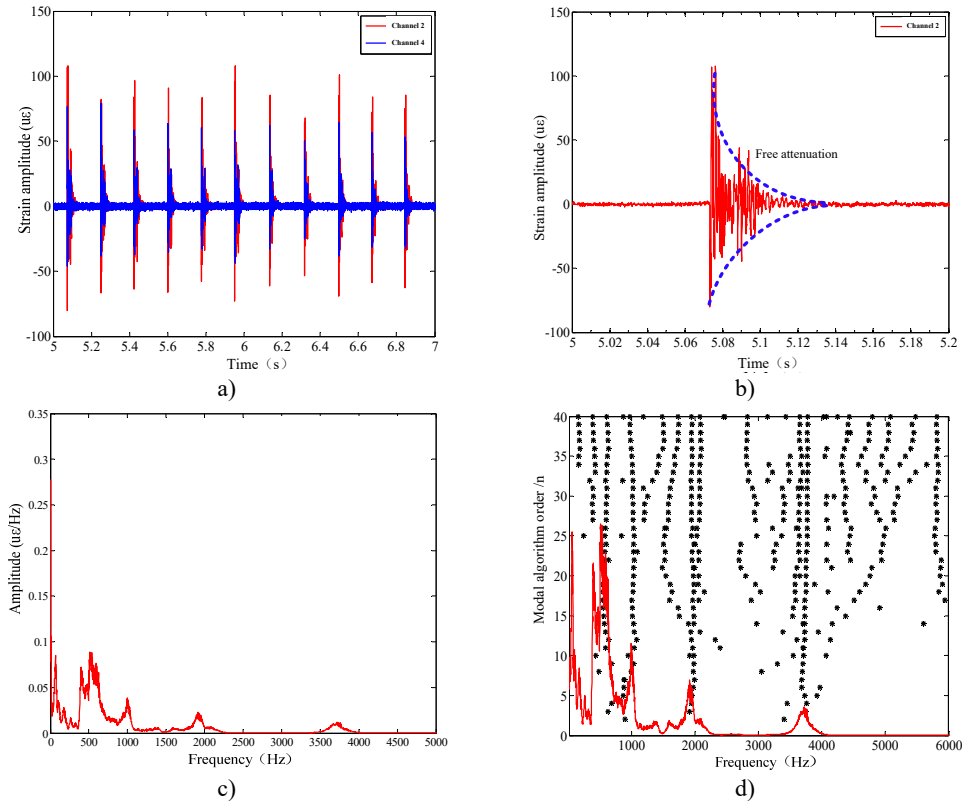 150
100
50
0
-50
-100
Strain amplitude (uε)
Channel 2
Channel 4
5 5.2 5.4 5.6 5.8 6 6.2 6.4 6.6 6.8 7
Time（s）
a)
150
100
50
0
-50
-100
Strain amplitude (uε)
Channel 2
Free attenuation
5 5.02 5.04 5.06 5.08 5.1 5.12 5.14 5.16 5.18 5.2
Time（s）
b)
0.35
0.3
0.25
0.2
0.15
0.1
0.05
0
Amplitude (uε/Hz)
0 500 1000 1500 2000 2500 3000 3500 4000 4500 5000
Frequency（Hz）
c)
40
35
30
25
20
15
10
5
0
Modal algorithm order /n
1000 2000 3000 4000 5000 6000
Frequency（Hz）
d)